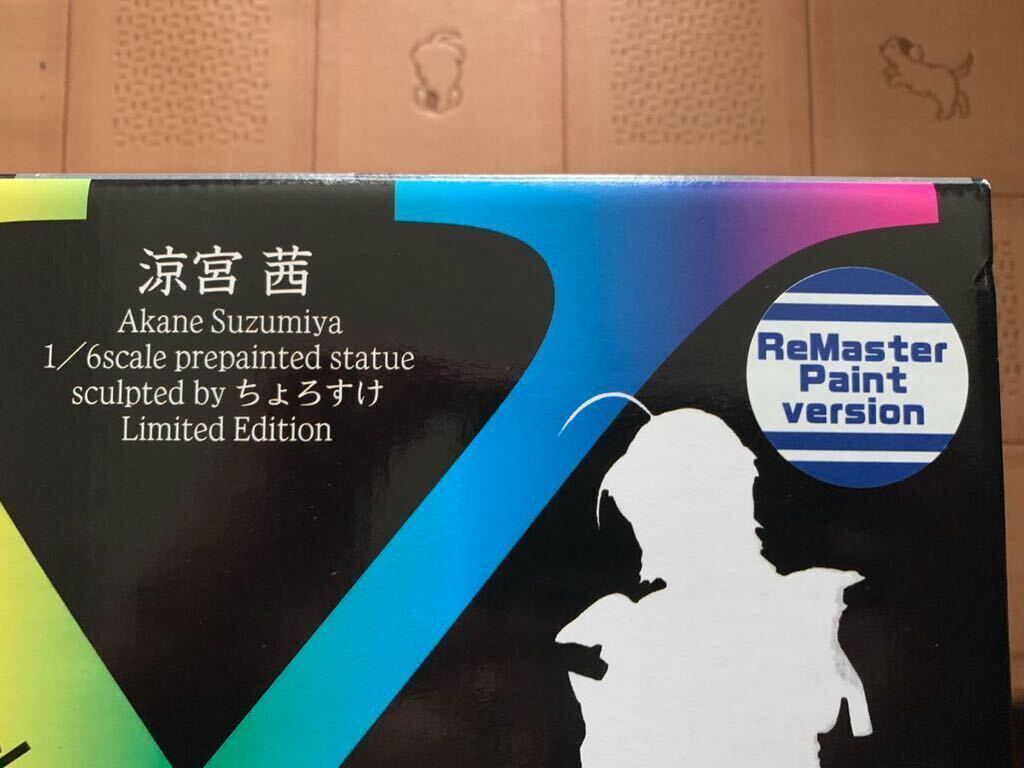 涼宮 茜
Akane Suzumiya
1/6scale prepainted statue
sculpted by ちょろすけ
Limited Edition
ReMaster
Paint
version